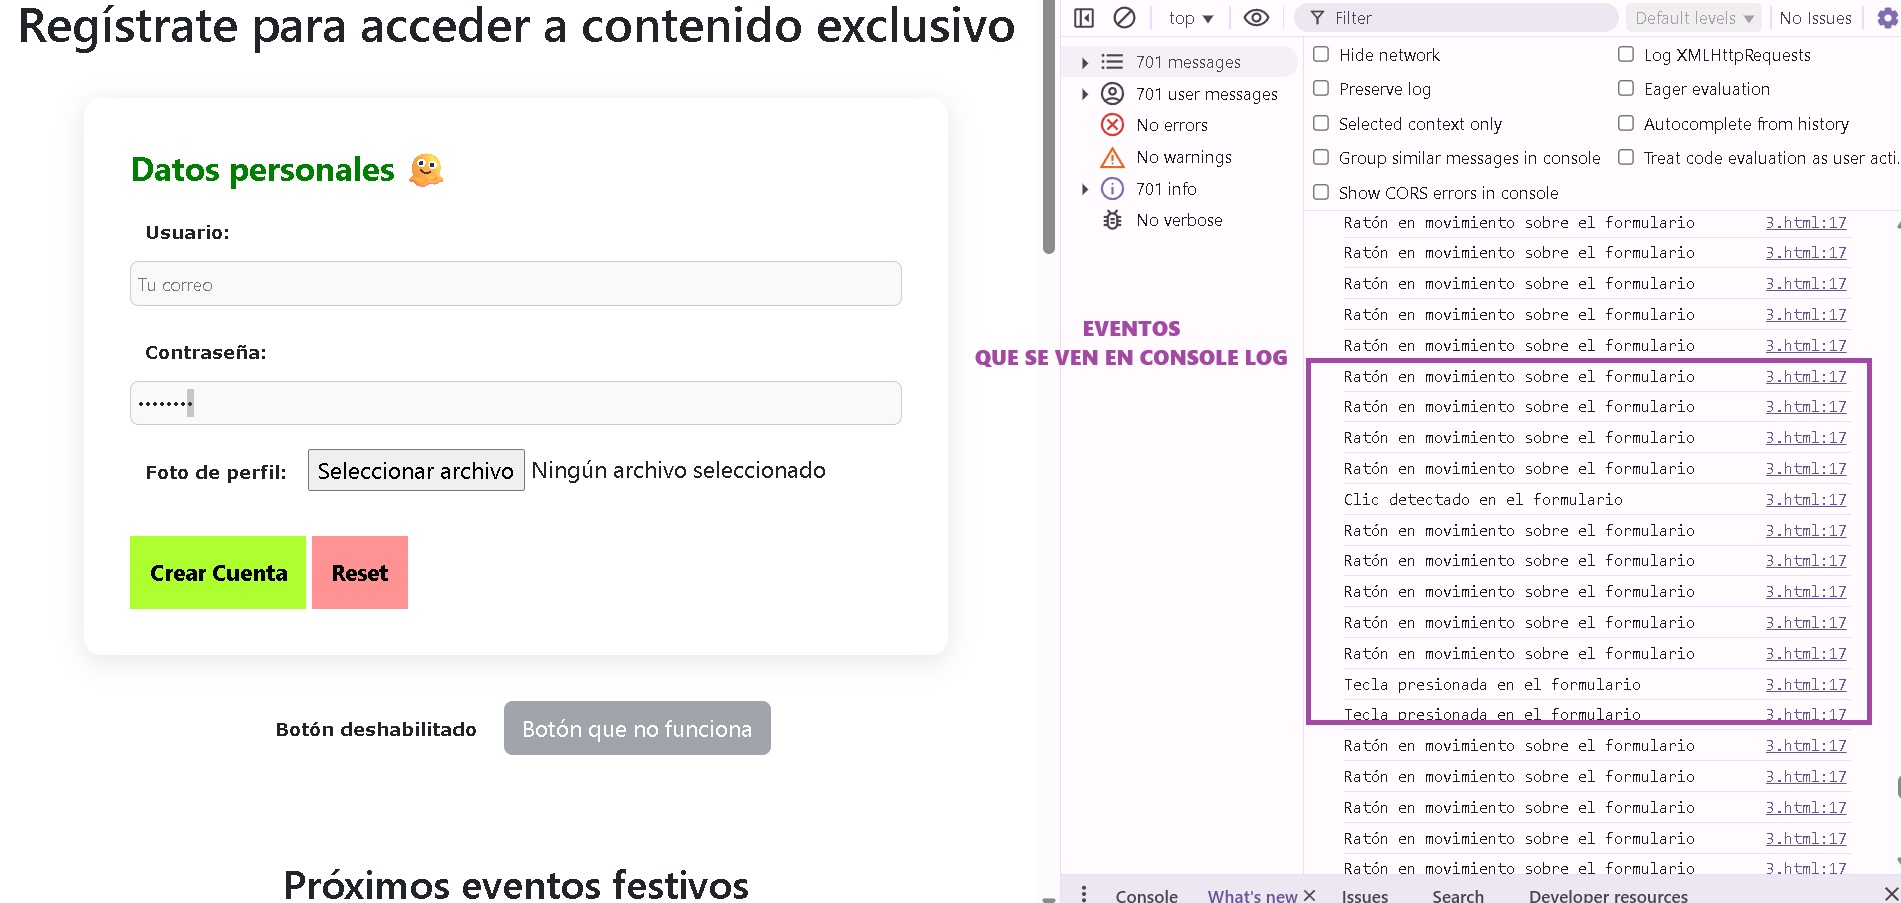 Regístrate para acceder a contenido exclusivo
Datos personales
Usuario:
Tu correo
Contraseña:
Foto de perfil: Seleccionar archivo Ningún archivo seleccionado
Crear Cuenta Reset
Botón deshabilitado Botón que no funciona
Próximos eventos festivos
EVENTOS
QUE SE VEN EN CONSOLE LOG
top Filter Default levels No Issues
701 messages
701 user messages
No errors
No warnings
701 info
No verbose
Hide network Log XMLHttpRequests
Preserve log Eager evaluation
Selected context only Autocomplete from history
Group similar messages in console Treat code evaluation as user acti.
Show CORS errors in console
Ratón en movimiento sobre el formulario 3.html:17
Ratón en movimiento sobre el formulario 3.html:17
Ratón en movimiento sobre el formulario 3.html:17
Ratón en movimiento sobre el formulario 3.html:17
Ratón en movimiento sobre el formulario 3.html:17
Ratón en movimiento sobre el formulario 3.html:17
Ratón en movimiento sobre el formulario 3.html:17
Ratón en movimiento sobre el formulario 3.html:17
Ratón en movimiento sobre el formulario 3.html:17
Clic detectado en el formulario 3.html:17
Ratón en movimiento sobre el formulario 3.html:17
Ratón en movimiento sobre el formulario 3.html:17
Ratón en movimiento sobre el formulario 3.html:17
Ratón en movimiento sobre el formulario 3.html:17
Ratón en movimiento sobre el formulario 3.html:17
Tecla presionada en el formulario 3.html:17
Tecla presionada en el formulario 3.html:17
Ratón en movimiento sobre el formulario 3.html:17
Ratón en movimiento sobre el formulario 3.html:17
Ratón en movimiento sobre el formulario 3.html:17
Ratón en movimiento sobre el formulario 3.html:17
Ratón en movimiento sobre el formulario 3.html:17
Console What's new Issues Search Developer resources